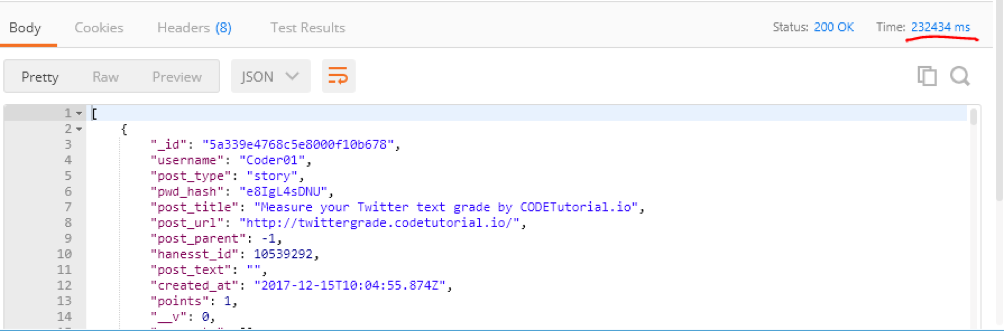 Body Cookies Headers (8) Test Results Status: 200 OK Time: 232434 ms
Pretty Raw Preview JSON
1 [
2 {
3 "_id": "5a339e4768c5e8000f10b678",
4 "username": "Coder01",
5 "post_type": "story",
6 "pwd_hash": "e8IgL4sDNU",
7 "post_title": "Measure your Twitter text grade by CODETutorial.io",
8 "post_url": "http://twittergrade.codetutorial.io/",
9 "post_parent": -1,
10 "hanesst_id": 10539292,
11 "post_text": "",
12 "created_at": "2017-12-15T10:04:55.874Z",
13 "points": 1,
14 "__v": 0,